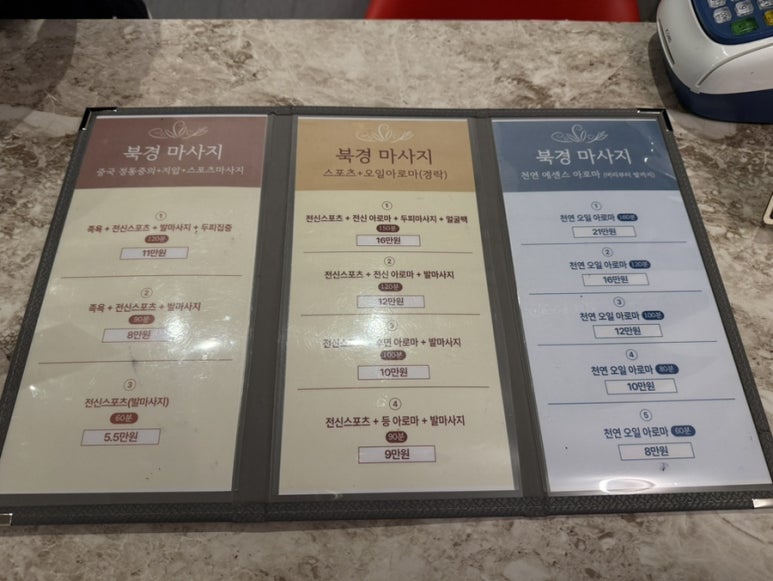 북경 마사지
중국 정통중의+지압+스포츠마사지
①
족욕 + 전신스포츠 + 발마사지 + 두피집중
120분
11만원
②
족욕 + 전신스포츠 + 발마사지
90분
8만원
③
전신스포츠(발마사지)
60분
5.5만원
북경 마사지
스포츠+오일아로마(경락)
①
전신스포츠 + 전신 아로마 + 두피마사지 + 얼굴팩
150분
16만원
②
전신스포츠 + 전신 아로마 + 발마사지
120분
12만원
③
아로마 + 발마사지
100분
10만원
④
전신스포츠 + 등 아로마 + 발마사지
90분
9만원
북경 마사지
천연 에센스 아로마 (머리부터 발까지)
①
천연 오일 아로마
21만원
②
천연 오일 아로마 120분
16만원
③
천연 오일 아로마 100분
12만원
④
천연 오일 아로마 80분
10만원
⑤
천연 오일 아로마 60분
8만원